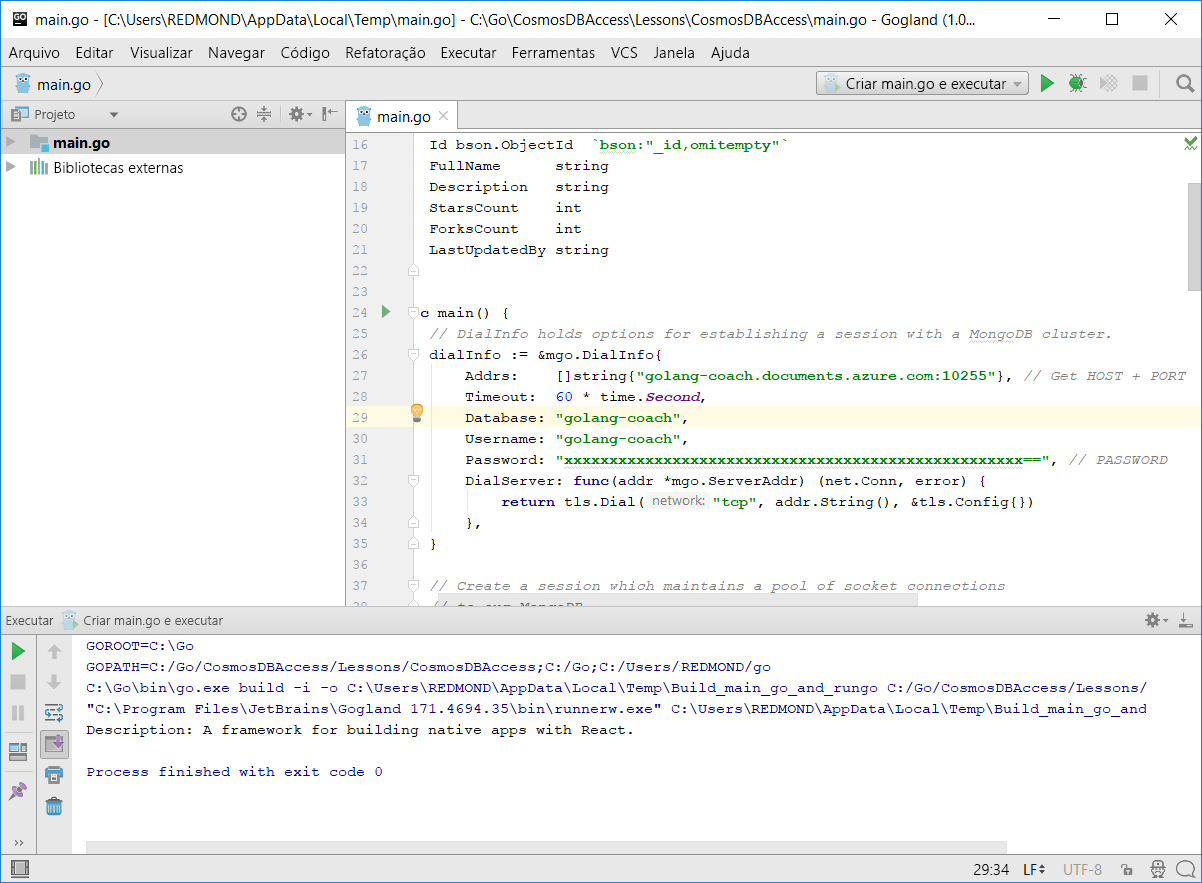 main.go - [C:\Users\REDMOND\AppData\Local\Temp\main.go] - C:\Go\CosmosDBAccess\Lessons\CosmosDBAccess\main.go - Gogland (1.0...
Arquivo Editar Visualizar Navegar Código Refatoração Executar Ferramentas VCS Janela Ajuda
main.go Criar main.go e executar
Projeto
main.go
Bibliotecas externas
main.go
16 Id bson.ObjectId `bson:"_id,omitempty"`
17 FullName string
18 Description string
19 StarsCount int
20 ForksCount int
21 LastUpdatedBy string
22
23
24 c main() {
25 // DialInfo holds options for establishing a session with a MongoDB cluster.
26 dialInfo := &mgo.DialInfo{
27 Addrs: []string{"golang-coach.documents.azure.com:10255"}, // Get HOST + PORT
28 Timeout: 60 * time.Second,
29 Database: "golang-coach",
30 Username: "golang-coach",
31 Password: "xxxxxxxxxxxxxxxxxxxxxxxxxxxxxxxxxxxxxxxxxxxxxxxxxxx==", // PASSWORD
32 DialServer: func(addr *mgo.ServerAddr) (net.Conn, error) {
33 return tls.Dial( network: "tcp", addr.String(), &tls.Config{})
34 },
35 }
36
37 // Create a session which maintains a pool of socket connections
38 // to our MongoDB
Executar Criar main.go e executar
GOROOT=C:\Go
GOPATH=C:/Go/CosmosDBAccess/Lessons/CosmosDBAccess;C:/Go;C:/Users/REDMOND/go
C:\Go\bin\go.exe build -i -o C:\Users\REDMOND\AppData\Local\Temp\Build_main_go_and_rungo C:/Go/CosmosDBAccess/Lessons/
"C:\Program Files\JetBrains\Gogland 171.4694.35\bin\runnerw.exe" C:\Users\REDMOND\AppData\Local\Temp\Build_main_go_and
Description: A framework for building native apps with React.
Process finished with exit code 0
29:34 LF UTF-8